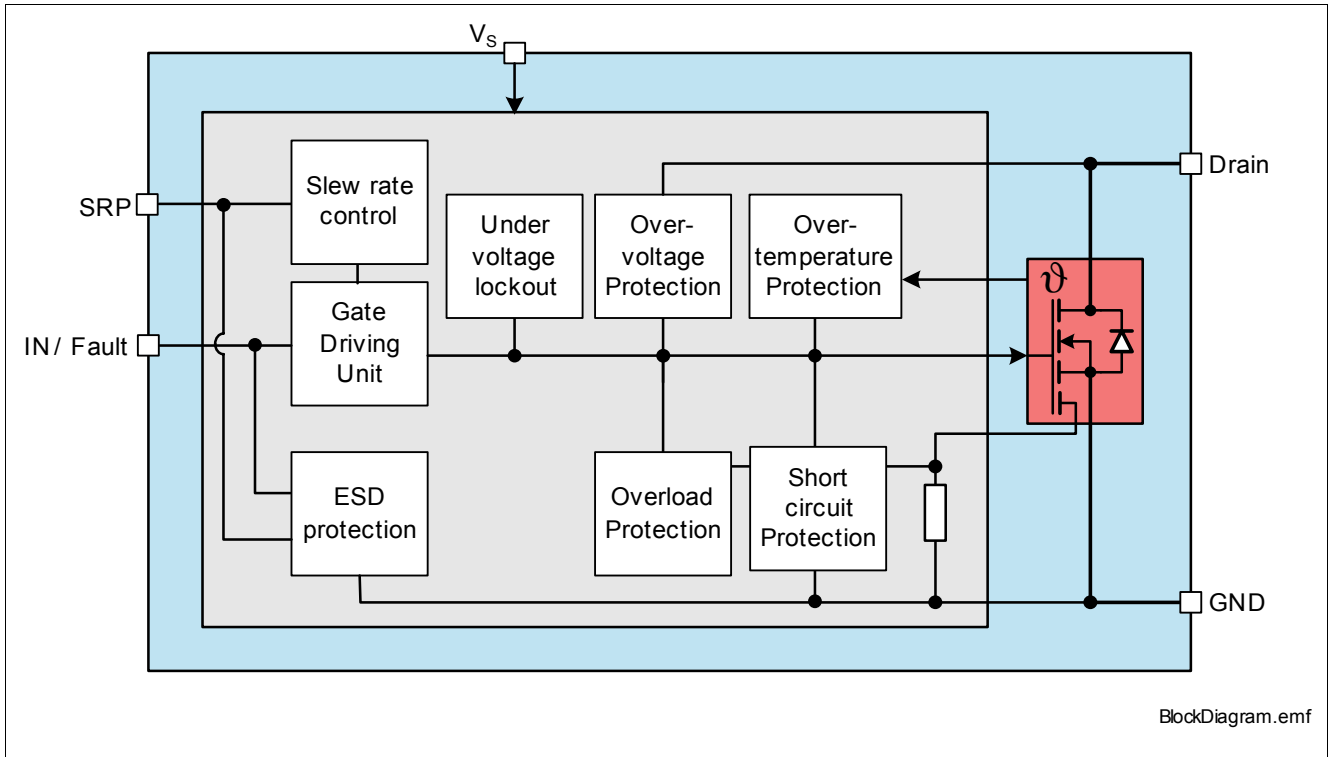 VS
Drain
SRP
Slew rate
control
Under
voltage
lockout
Over-
voltage
Protection
Over-
temperature
Protection
ϑ
IN / Fault
Gate
Driving
Unit
ESD
protection
Overload
Protection
Short
circuit
Protection
GND
BlockDiagram.emf